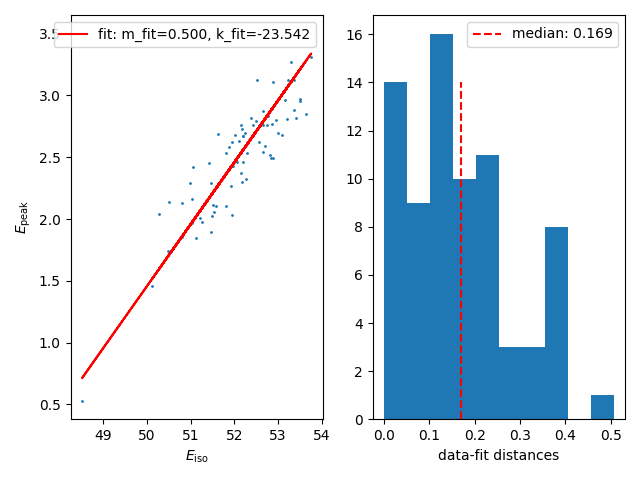 fit: m_fit=0.500, k_fit=-23.542
3.5
3.0
2.5
2.0
1.5
1.0
0.5
E_peak
49 50 51 52 53 54
E_iso
median: 0.169
16
14
12
10
8
6
4
2
0
0.0 0.1 0.2 0.3 0.4 0.5
data-fit distances